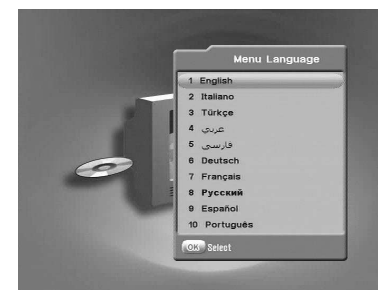 Menu Language
1 English
2 Italiano
3 Türkçe
4 عربي
5 فارسي
6 Deutsch
7 Français
8 Русский
9 Español
10 Português
OK Select